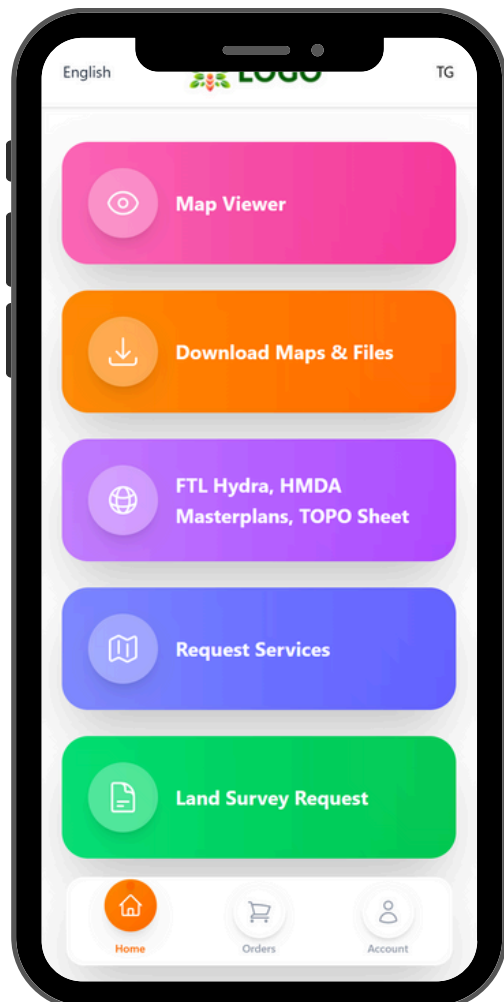 English
LOGO
TG
Map Viewer
Download Maps & Files
FTL Hydra, HMDA
Masterplans, TOPO Sheet
Request Services
Land Survey Request
Home
Orders
Account